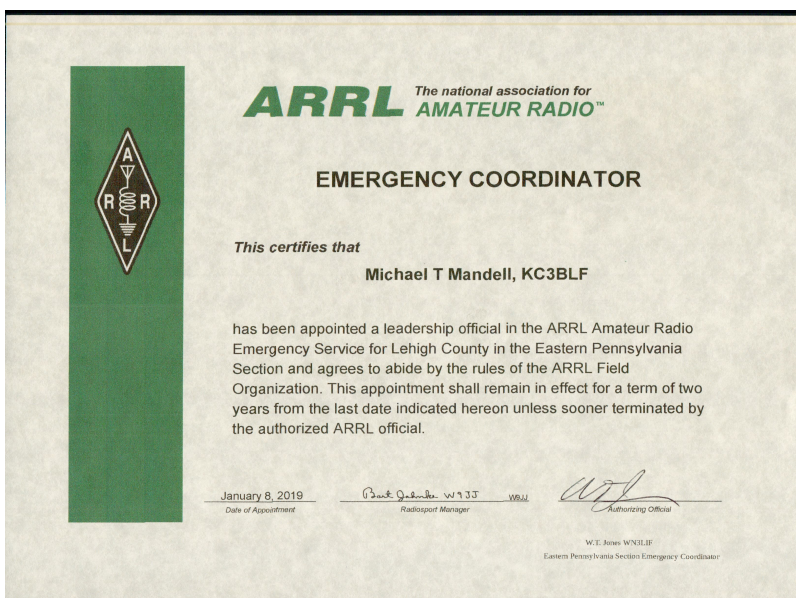 ARRL The national association for
AMATEUR RADIO™
A
R R
L
EMERGENCY COORDINATOR
This certifies that
Michael T Mandell, KC3BLF
has been appointed a leadership official in the ARRL Amateur Radio
Emergency Service for Lehigh County in the Eastern Pennsylvania
Section and agrees to abide by the rules of the ARRL Field
Organization. This appointment shall remain in effect for a term of two
years from the last date indicated hereon unless sooner terminated by
the authorized ARRL official.
January 8, 2019 Bart Jahnke W9JJ W9JJ
Date of Appointment Radiosport Manager Authorizing Official
W.T. Jones WN3LIF
Eastern Pennsylvania Section Emergency Coordinator